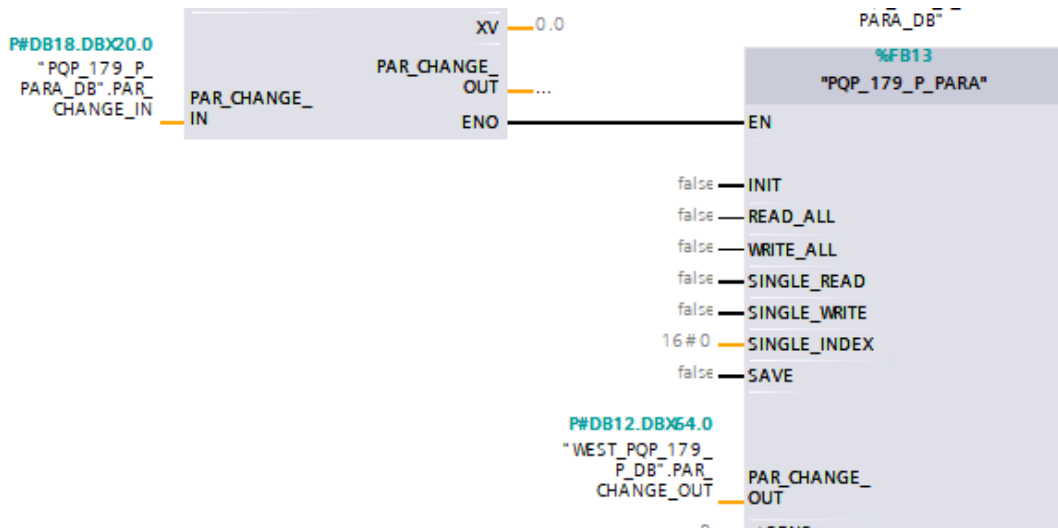 XV
0.0
P#DB18.DBX20.0
"PQP_179_P_
PARA_DB".PAR_
CHANGE_IN
PAR_CHANGE_
IN
PAR_CHANGE_
OUT
...
ENO
PARA_DB"
%FB13
"PQP_179_P_PARA"
EN
false
INIT
false
READ_ALL
false
WRITE_ALL
false
SINGLE_READ
false
SINGLE_WRITE
16#0
SINGLE_INDEX
false
SAVE
P#DB12.DBX64.0
"WEST_PQP_179_
P_DB".PAR_
CHANGE_OUT
PAR_CHANGE_
OUT